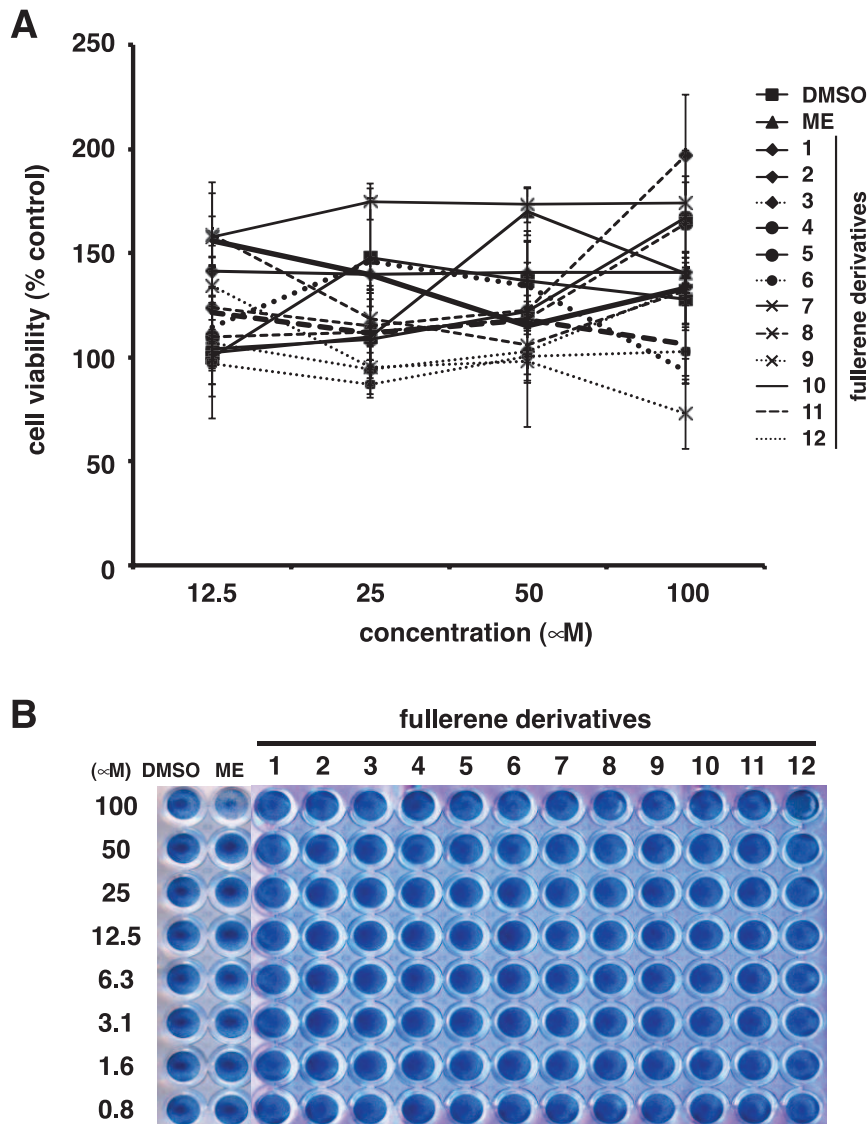 A
250
200
150
100
50
0
cell viability (% control)
12.5 25 50 100
concentration (∝M)
DMSO
ME
1
2
3
4
5
6
7
8
9
10
11
12
fullerene derivatives
B
fullerene derivatives
(∝M) DMSO ME 1 2 3 4 5 6 7 8 9 10 11 12
100
50
25
12.5
6.3
3.1
1.6
0.8